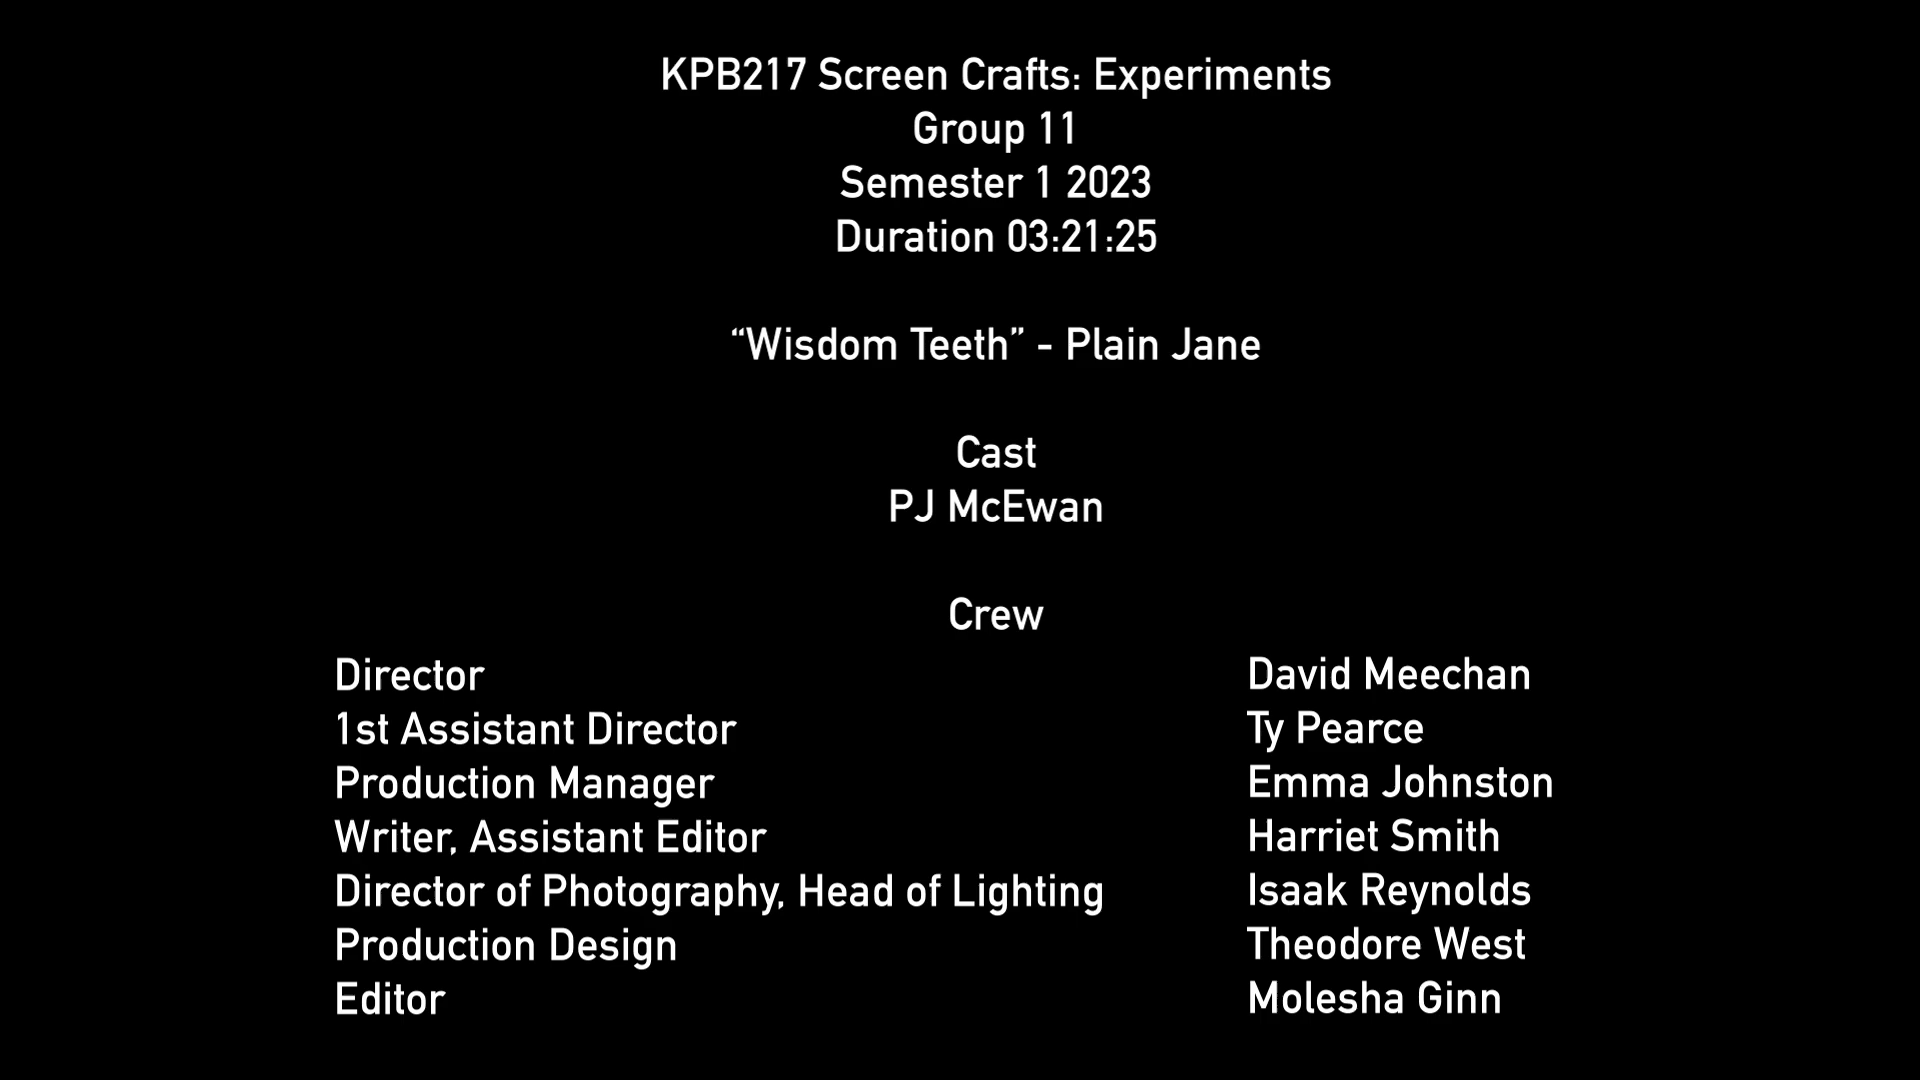 KPB217 Screen Crafts: Experiments
Group 11
Semester 1 2023
Duration 03:21:25
“Wisdom Teeth” - Plain Jane
Cast
PJ McEwan
Crew
Director David Meechan
1st Assistant Director Ty Pearce
Production Manager Emma Johnston
Writer, Assistant Editor Harriet Smith
Director of Photography, Head of Lighting Isaak Reynolds
Production Design Theodore West
Editor Molesha Ginn